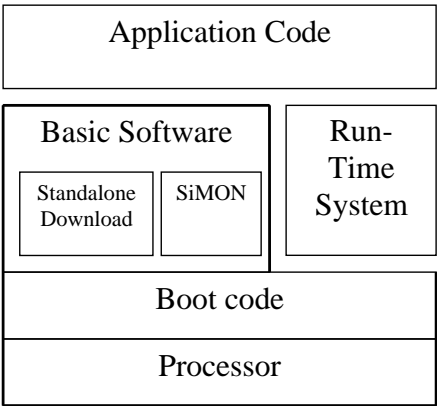 Application Code
Basic Software
Standalone
Download
SiMON
Run-
Time
System
Boot code
Processor